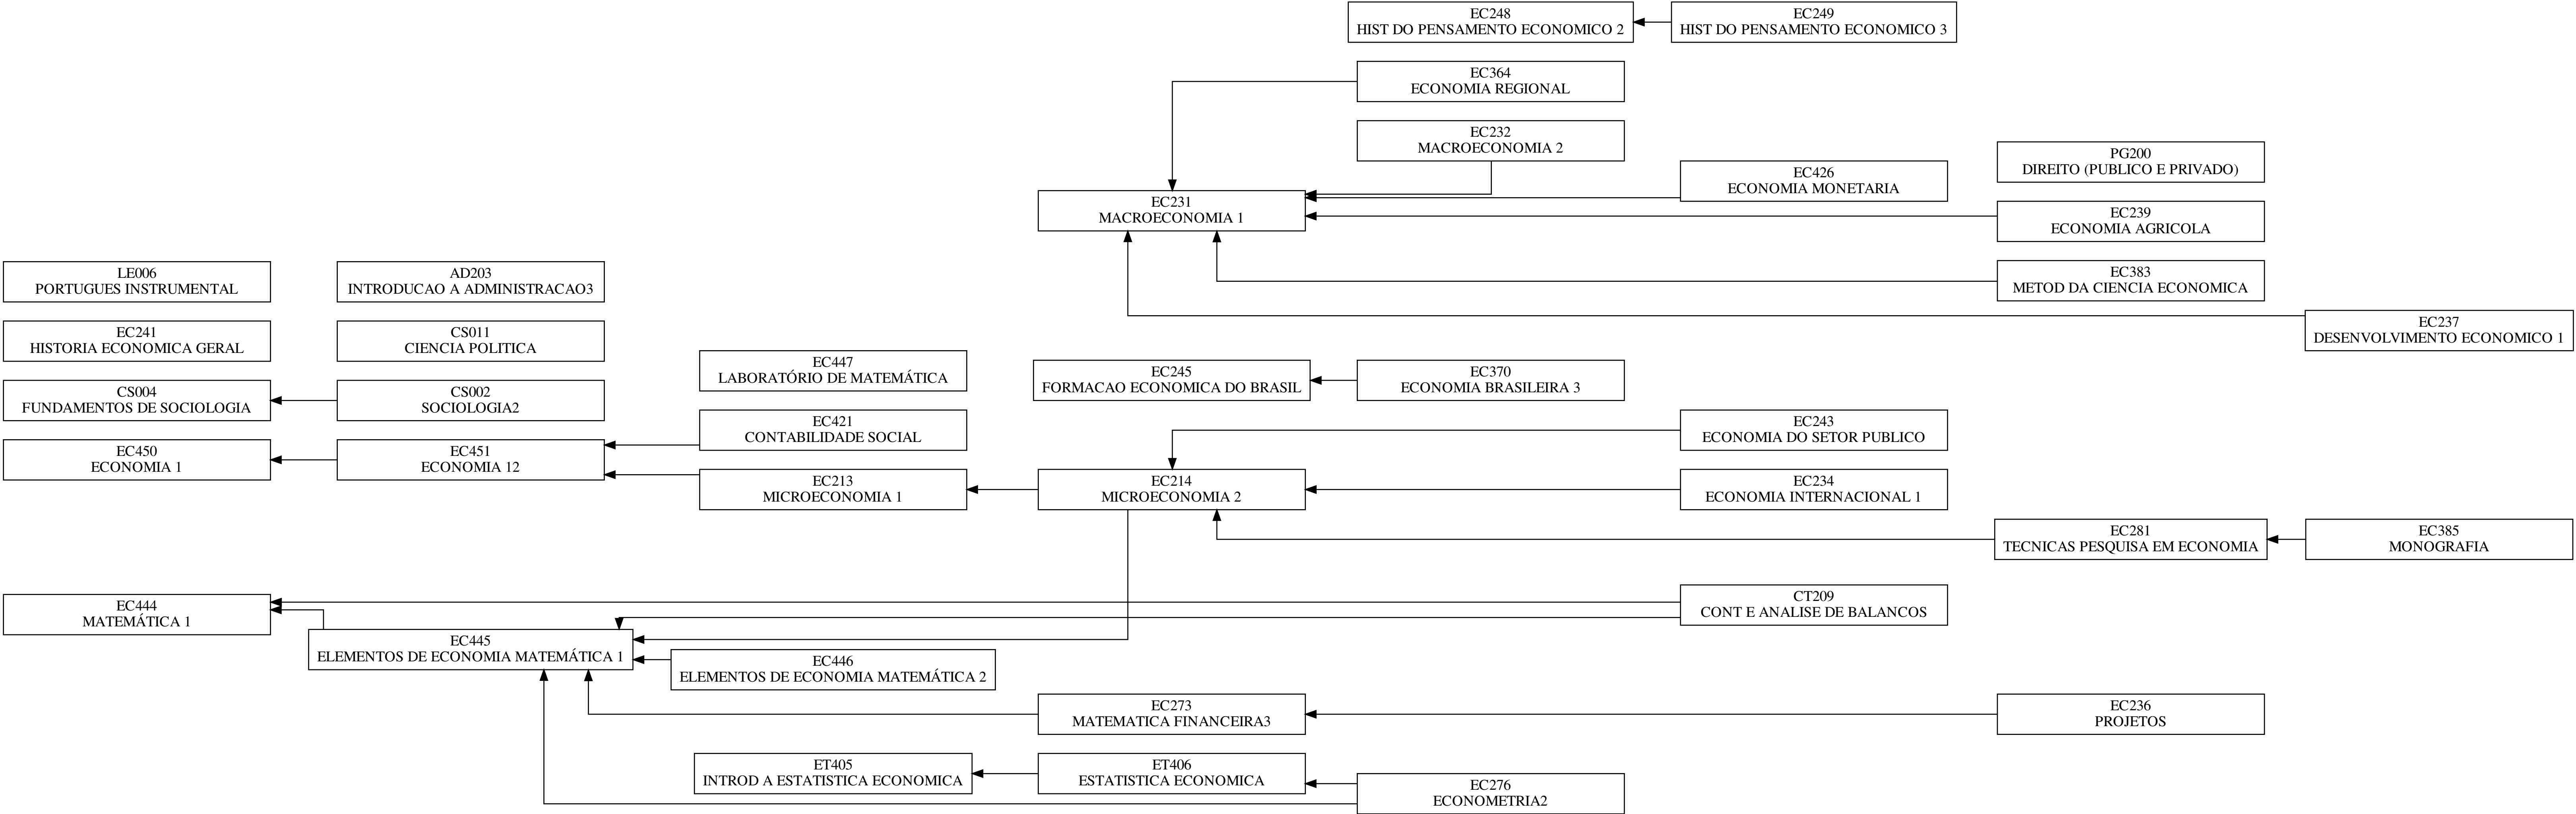 EC248
HIST DO PENSAMENTO ECONOMICO 2
EC249
HIST DO PENSAMENTO ECONOMICO 3
EC364
ECONOMIA REGIONAL
EC232
MACROECONOMIA 2
PG200
DIREITO (PUBLICO E PRIVADO)
EC426
ECONOMIA MONETARIA
EC231
MACROECONOMIA 1
EC239
ECONOMIA AGRICOLA
LE006
PORTUGUES INSTRUMENTAL
AD203
INTRODUCAO A ADMINISTRACAO3
EC383
METOD DA CIENCIA ECONOMICA
EC237
DESENVOLVIMENTO ECONOMICO 1
EC241
HISTORIA ECONOMICA GERAL
CS011
CIENCIA POLITICA
EC447
LABORATÓRIO DE MATEMÁTICA
EC245
FORMACAO ECONOMICA DO BRASIL
EC370
ECONOMIA BRASILEIRA 3
CS004
FUNDAMENTOS DE SOCIOLOGIA
CS002
SOCIOLOGIA2
EC421
CONTABILIDADE SOCIAL
EC243
ECONOMIA DO SETOR PUBLICO
EC450
ECONOMIA 1
EC451
ECONOMIA 12
EC213
MICROECONOMIA 1
EC214
MICROECONOMIA 2
EC234
ECONOMIA INTERNACIONAL 1
EC281
TECNICAS PESQUISA EM ECONOMIA
EC385
MONOGRAFIA
EC444
MATEMÁTICA 1
CT209
CONT E ANALISE DE BALANCOS
EC445
ELEMENTOS DE ECONOMIA MATEMÁTICA 1
EC446
ELEMENTOS DE ECONOMIA MATEMÁTICA 2
EC273
MATEMATICA FINANCEIRA3
EC236
PROJETOS
ET405
INTROD A ESTATISTICA ECONOMICA
ET406
ESTATISTICA ECONOMICA
EC276
ECONOMETRIA2